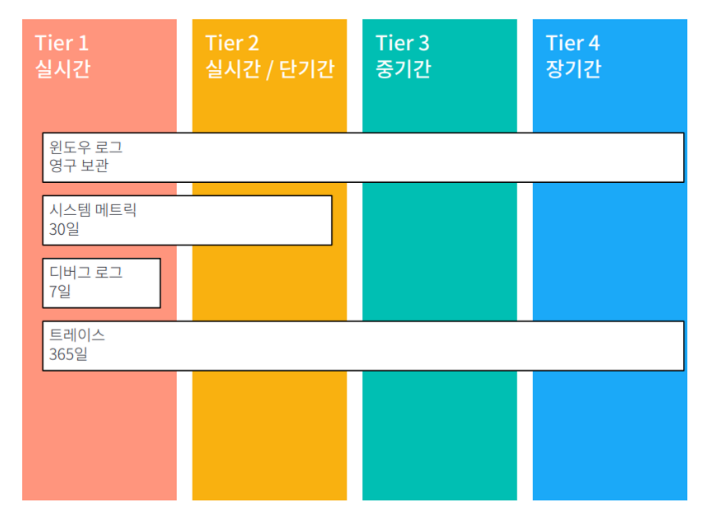 Tier 1
실시간
Tier 2
실시간 / 단기간
Tier 3
중기간
Tier 4
장기간
윈도우 로그
영구 보관
시스템 메트릭
30일
디버그 로그
7일
트레이스
365일